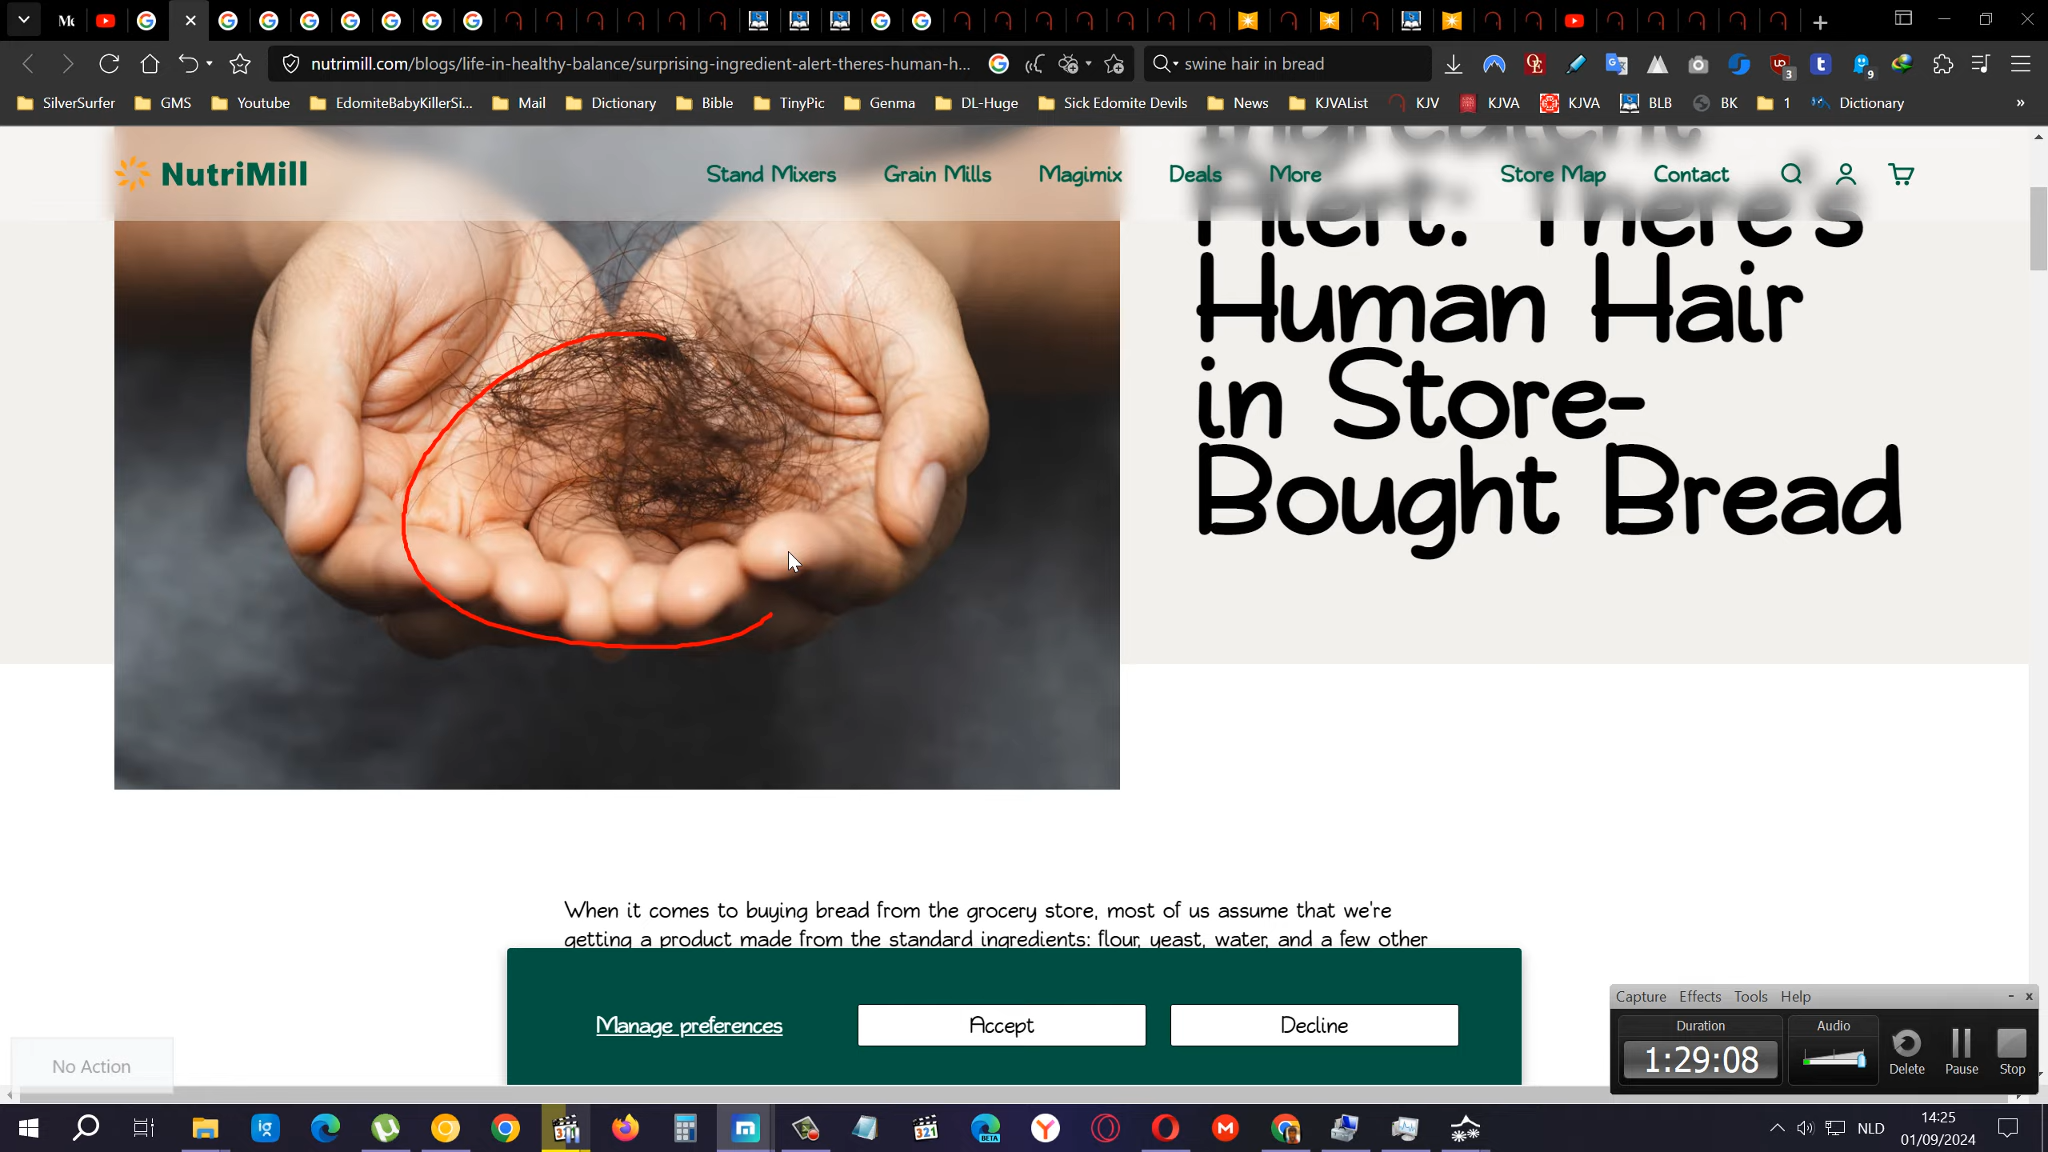 nutrimill.com/blogs/life-in-healthy-balance/surprising-ingredient-alert-theres-human-h...
swine hair in bread
3
9
SilverSurfer
GMS
Youtube
EdomiteBabyKillerSi...
Mail
Dictionary
Bible
TinyPic
Genma
DL-Huge
Sick Edomite Devils
News
KJVAList
KJV
KJVA
KJVA
BLB
BK
1
Dictionary
»
NutriMill
Stand Mixers
Grain Mills
Magimix
Deals
More
Store Map
Contact
Ingredient
Alert: There's
Human Hair
in Store-
Bought Bread
When it comes to buying bread from the grocery store, most of us assume that we're
getting a product made from the standard ingredients: flour, yeast, water, and a few other
Manage preferences
Accept
Decline
No Action
Capture Effects Tools Help
Duration
1:29:08
Audio
Delete
Pause
Stop
NLD
14:25
01/09/2024